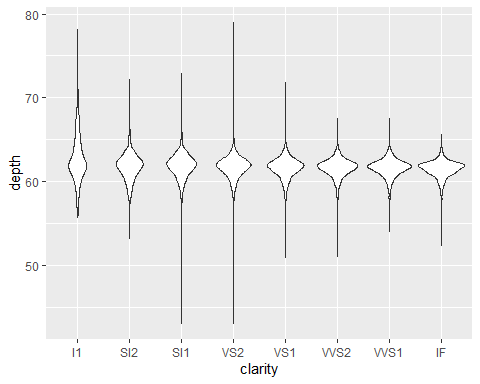 80
70
60
50
depth
I1 SI2 SI1 VS2 VS1 VVS2 VVS1 IF
clarity